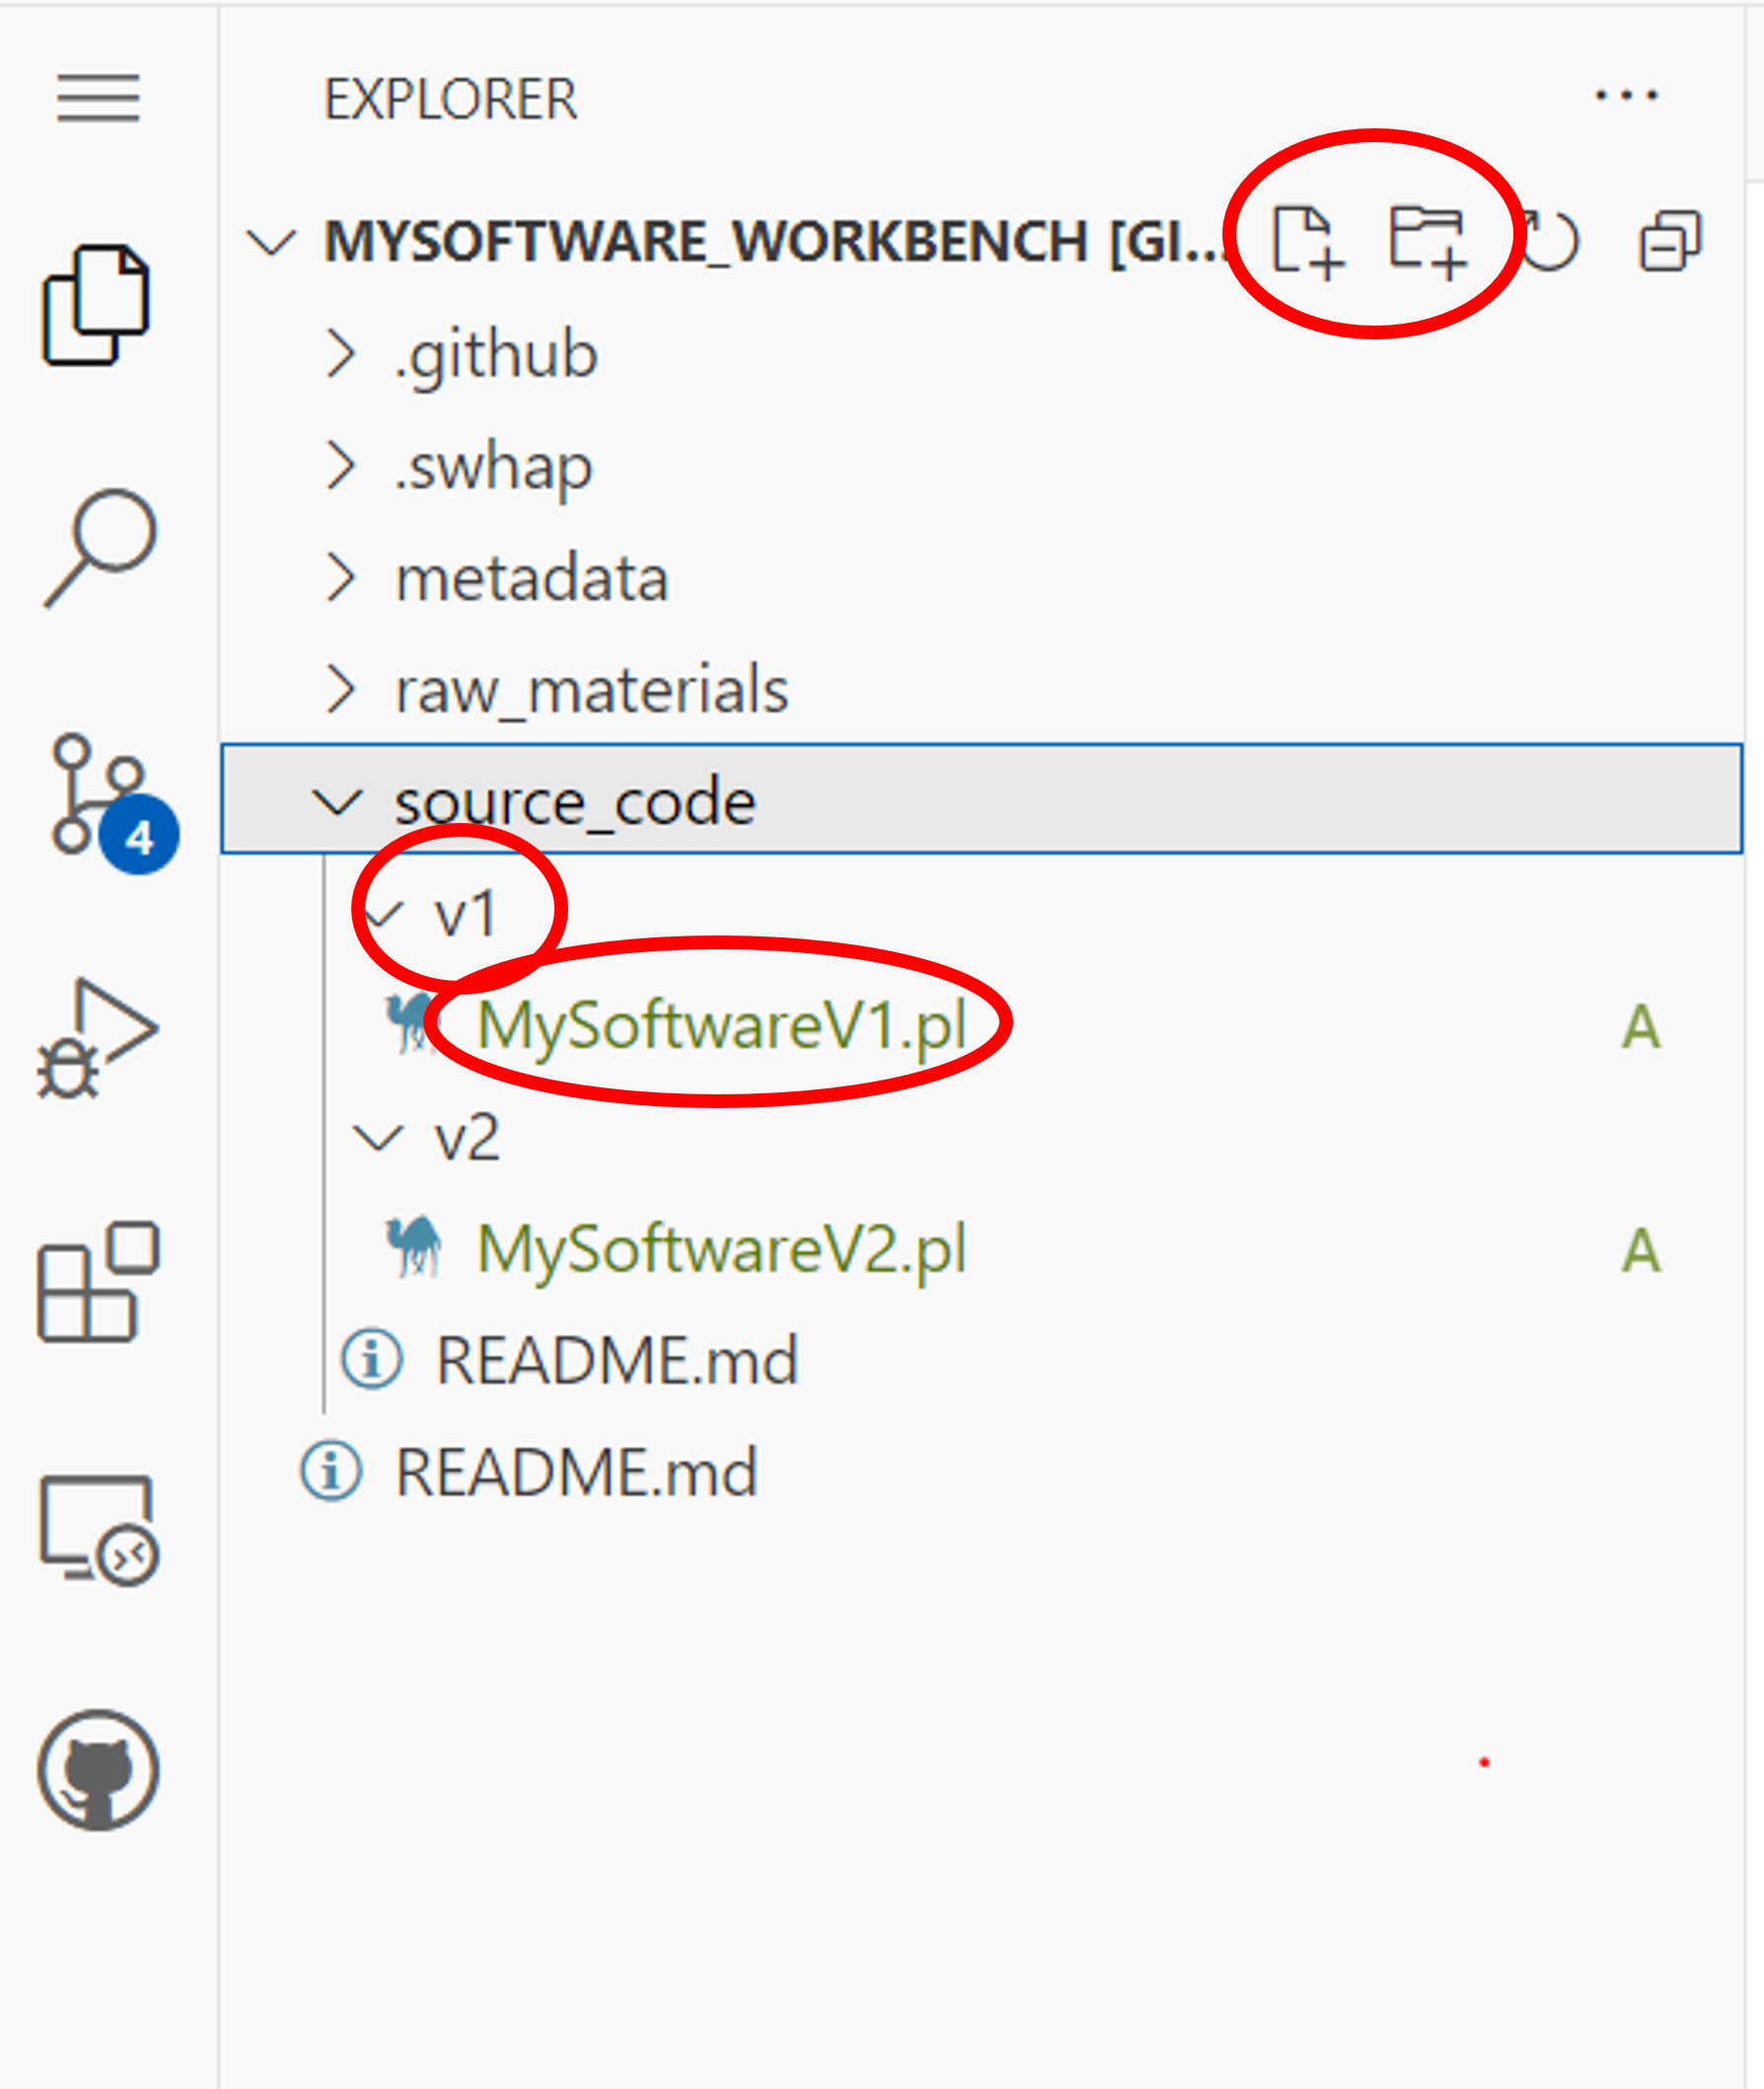 EXPLORER ...
MYSOFTWARE_WORKBENCH [GI...
.github
.swhap
metadata
raw_materials
source_code
4
v1
MySoftwareV1.pl A
v2
MySoftwareV2.pl A
README.md
README.md